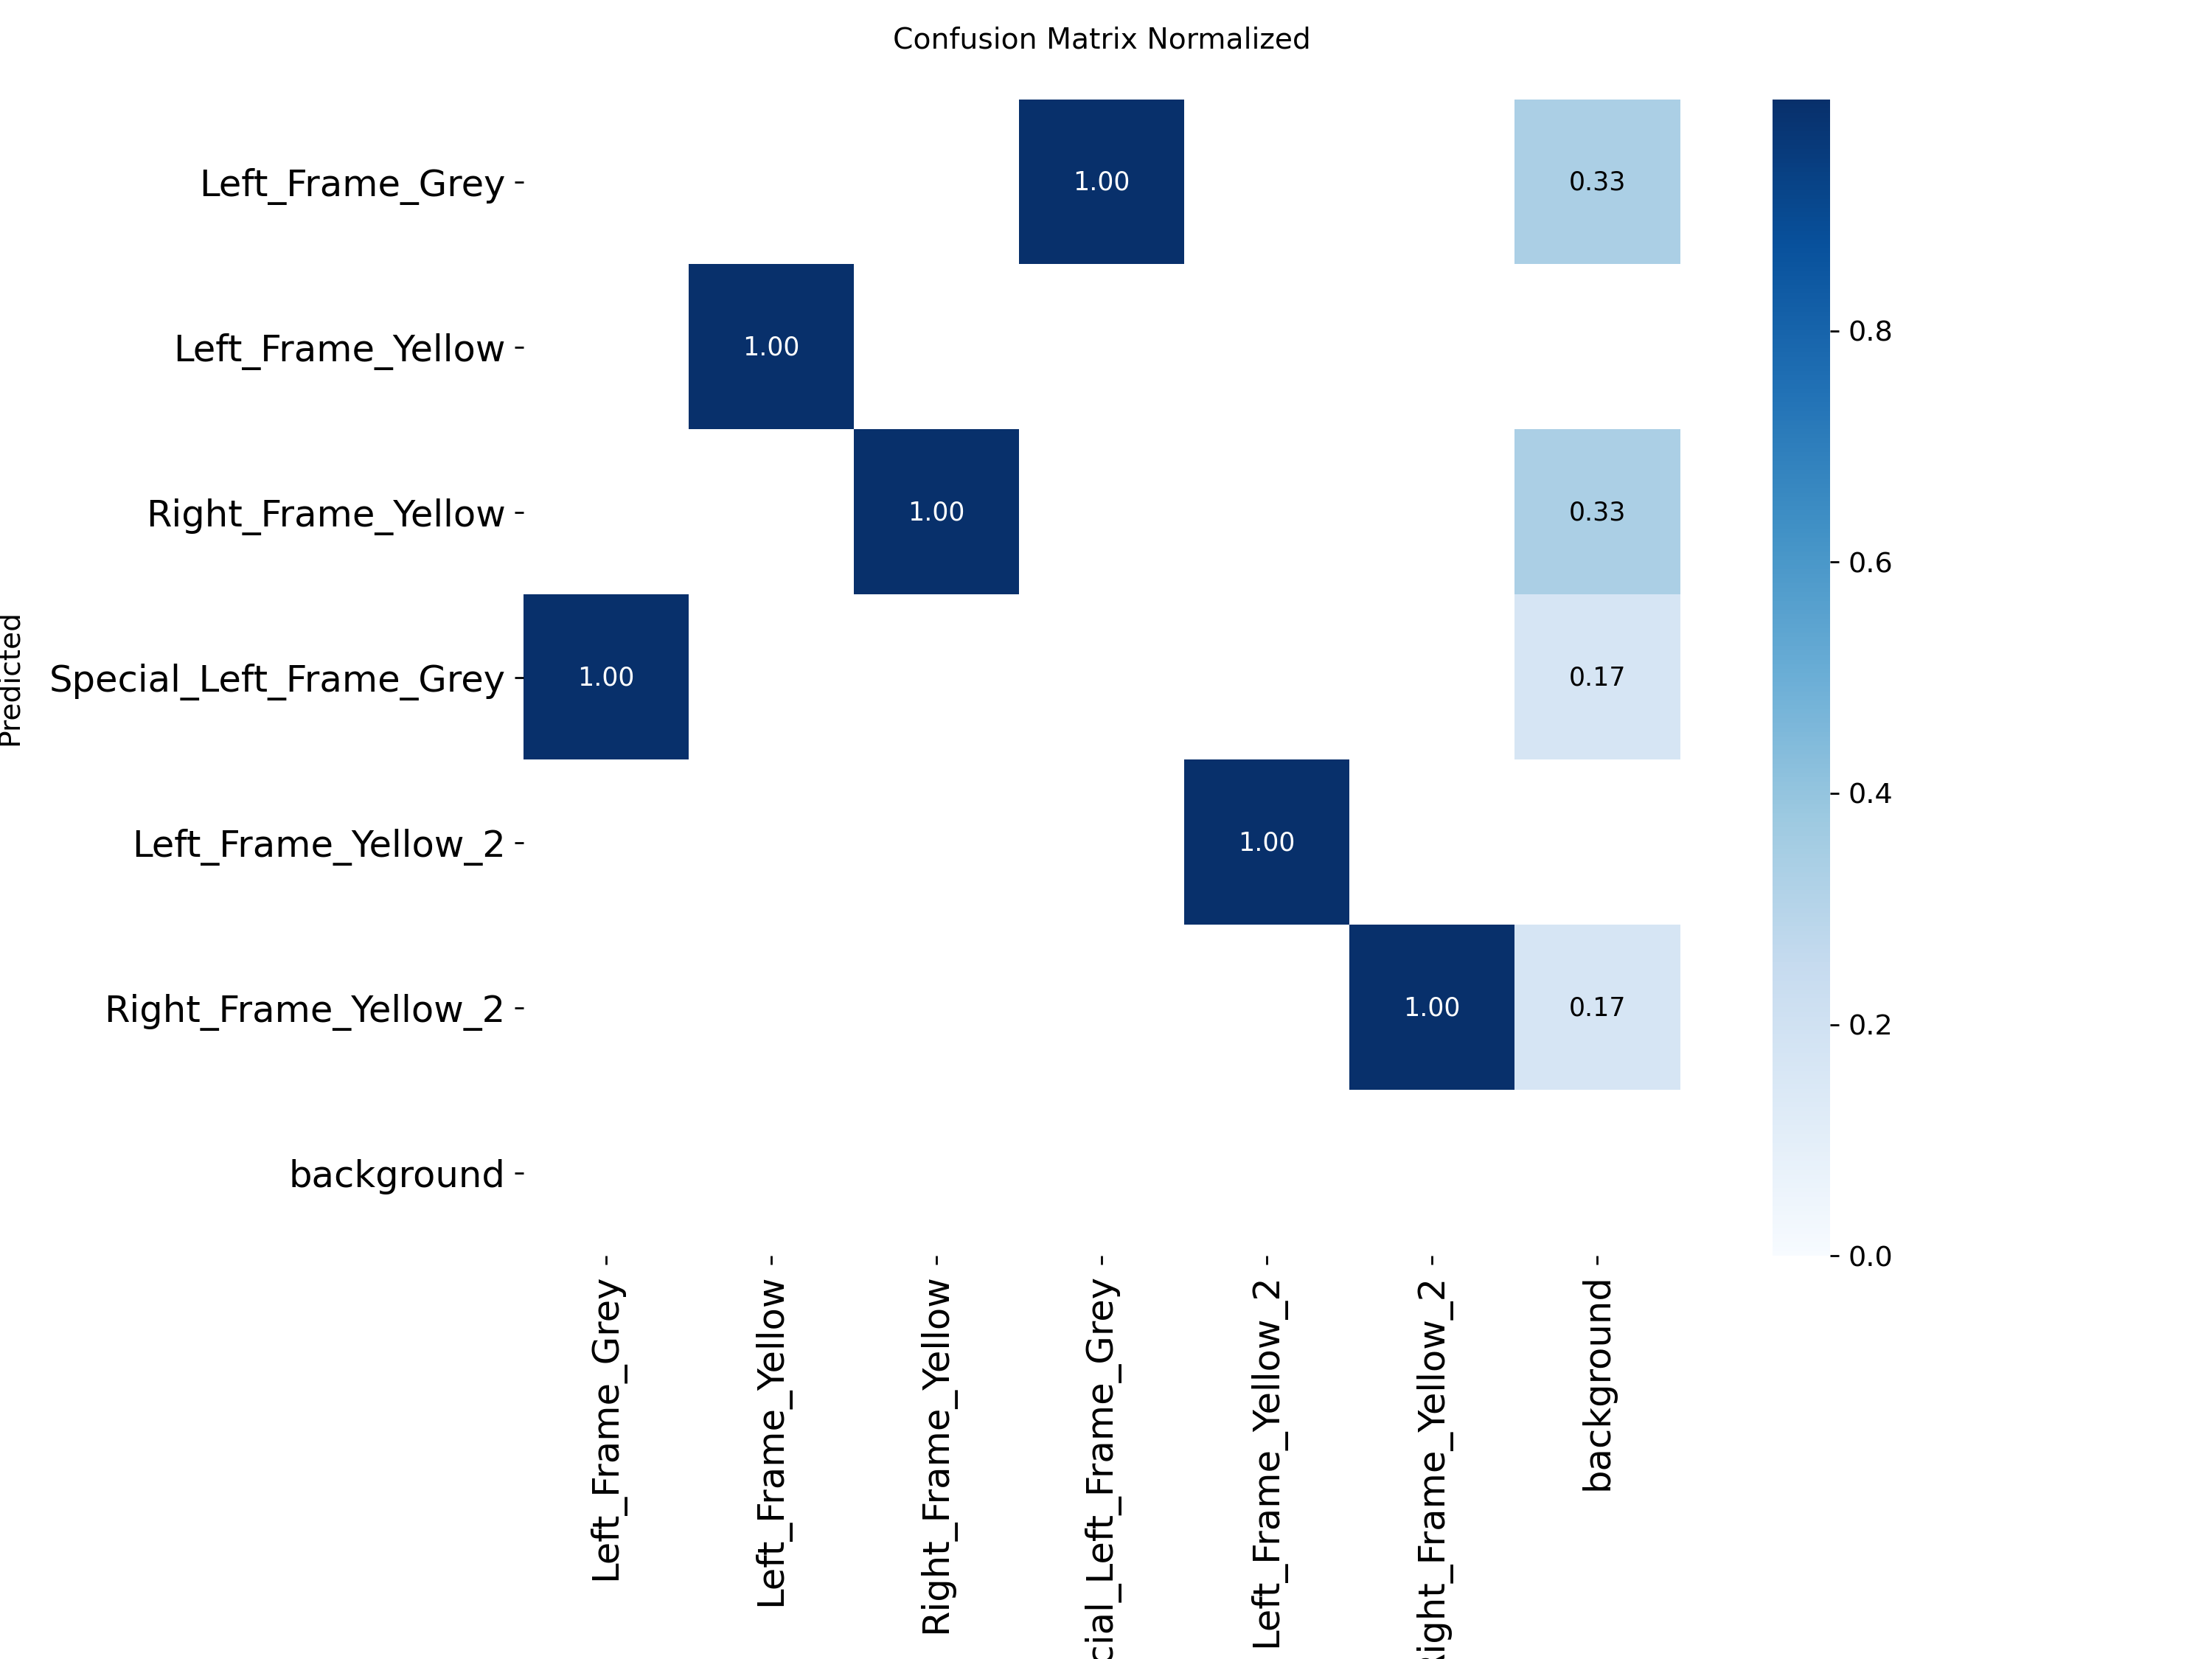 Confusion Matrix Normalized
Left_Frame_Grey
1.00
0.33
Left_Frame_Yellow
1.00
0.8
Right_Frame_Yellow
1.00
0.33
0.6
Predicted
Special_Left_Frame_Grey
1.00
0.17
0.4
Left_Frame_Yellow_2
1.00
Right_Frame_Yellow_2
1.00
0.17
0.2
background
0.0
Left_Frame_Grey
Left_Frame_Yellow
Right_Frame_Yellow
cial_Left_Frame_Grey
Left_Frame_Yellow_2
Right_Frame_Yellow_2
background